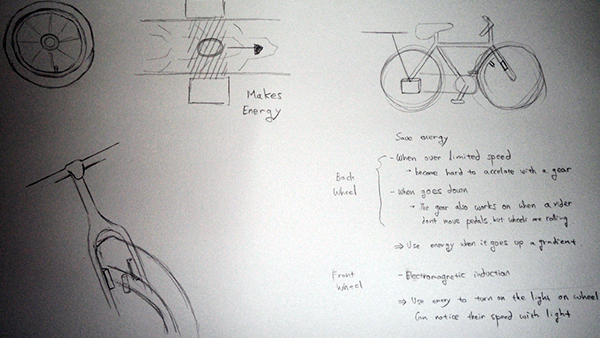 Makes
Energy
Save energy
Back
Wheel
- When over limited speed
→ become hard to accelate with a gear
- When goes down
→ The gear also works on when a rider
don't move pedals, but wheels are rolling
⇒ Use energy when it goes up a gradient
Front
Wheel
- Electromagnetic induction
⇒ Use energy to turn on the light on wheel
Can notice their speed with light